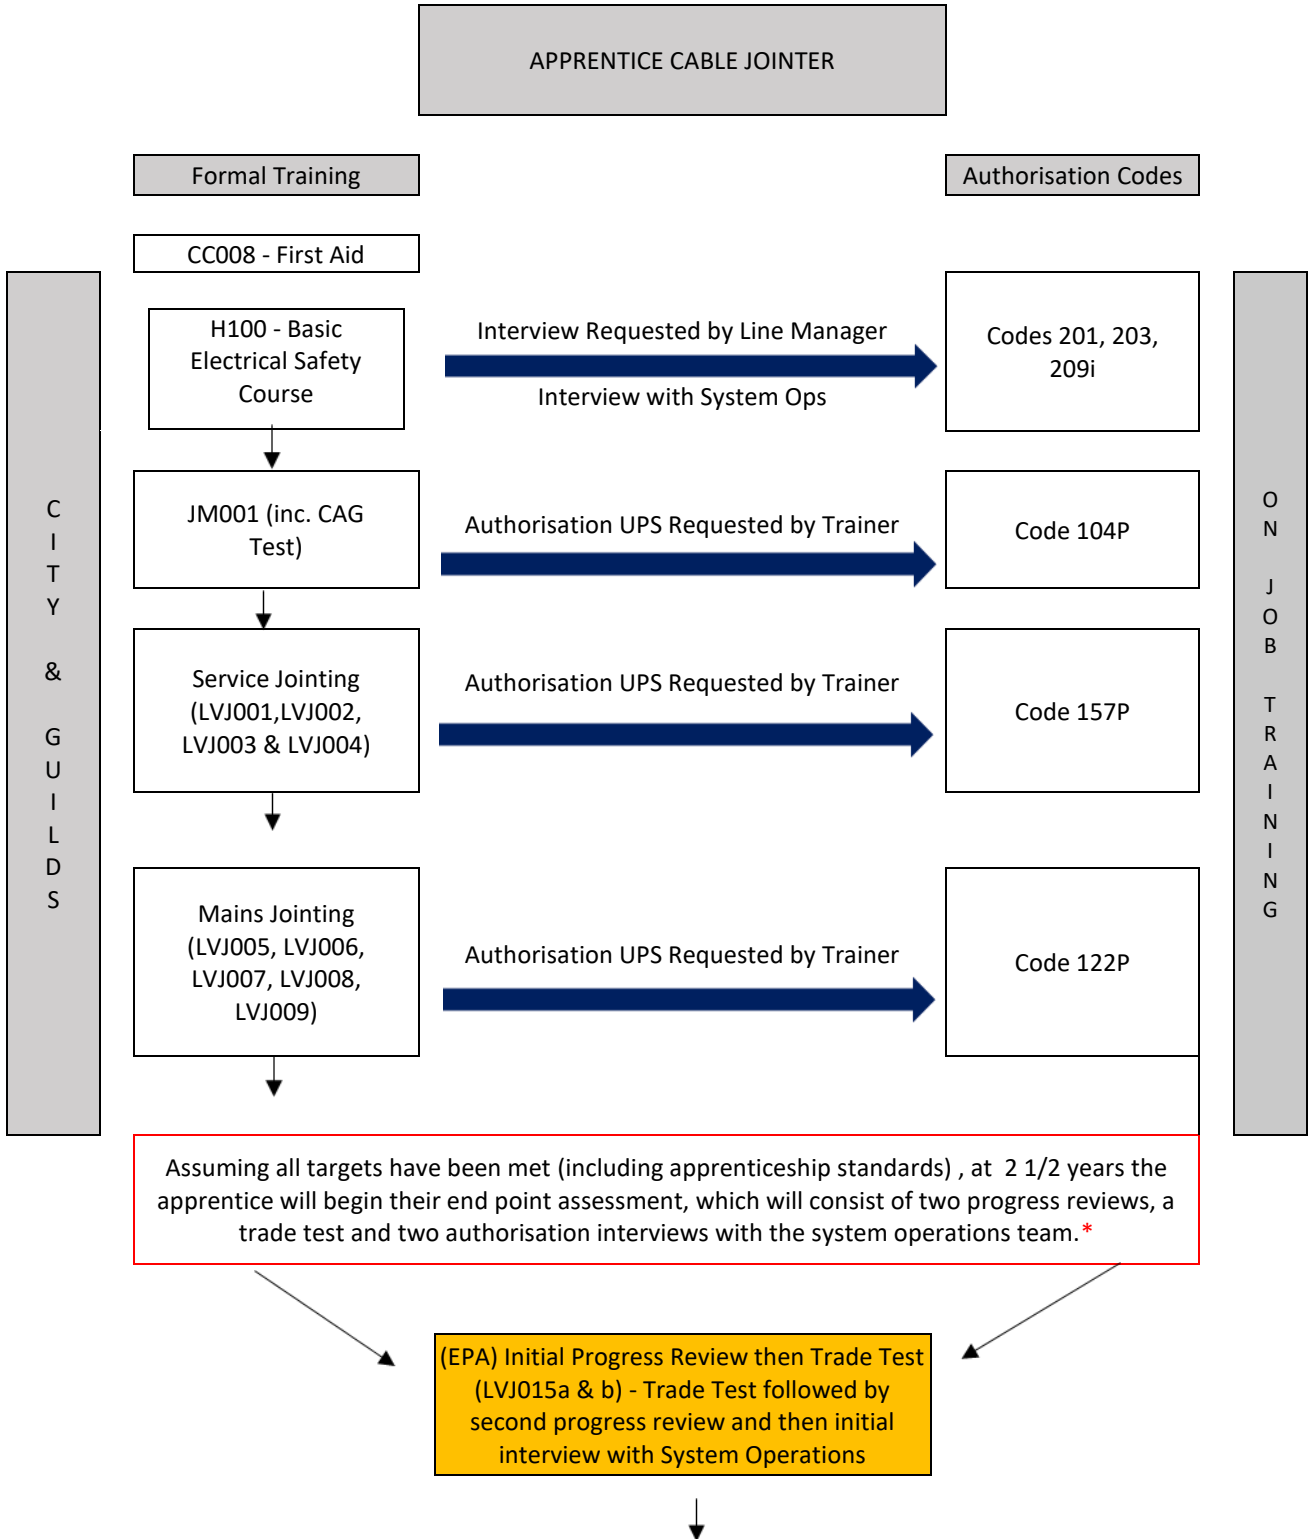 APPRENTICE CABLE JOINTER
Formal Training
Authorisation Codes
CC008 - First Aid
H100 - Basic
Electrical Safety
Course
Interview Requested by Line Manager
Interview with System Ops
Codes 201, 203,
209i
JM001 (inc. CAG
Test)
Authorisation UPS Requested by Trainer
Code 104P
Service Jointing
(LVJ001,LVJ002,
LVJ003 & LVJ004)
Authorisation UPS Requested by Trainer
Code 157P
Mains Jointing
(LVJ005, LVJ006,
LVJ007, LVJ008,
LVJ009)
Authorisation UPS Requested by Trainer
Code 122P
C
I
T
Y
&
G
U
I
L
D
S
O
N
J
O
B
T
R
A
I
N
I
N
G
Assuming all targets have been met (including apprenticeship standards) , at  2 1/2 years the
apprentice will begin their end point assessment, which will consist of two progress reviews, a
trade test and two authorisation interviews with the system operations team.*
(EPA) Initial Progress Review then Trade Test
(LVJ015a & b) - Trade Test followed by
second progress review and then initial
interview with System Operations